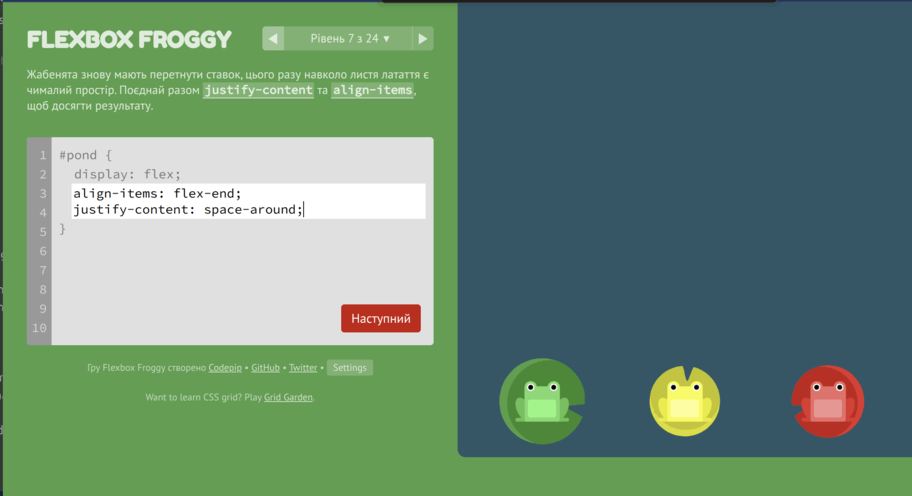 FLEXBOX FROGGY
◀ Рівень 7 з 24 ▼ ▶
Жабенята знову мають перетнути ставок, цього разу навколо листя латаття є
чималий простір. Поєднай разом justify-content та align-items,
щоб досягти результату.
1 #pond {
2 display: flex;
3 align-items: flex-end;
4 justify-content: space-around;
5 }
6
7
8
9
10
Наступний
Гру Flexbox Froggy створено Codepip • GitHub • Twitter • Settings
Want to learn CSS grid? Play Grid Garden.